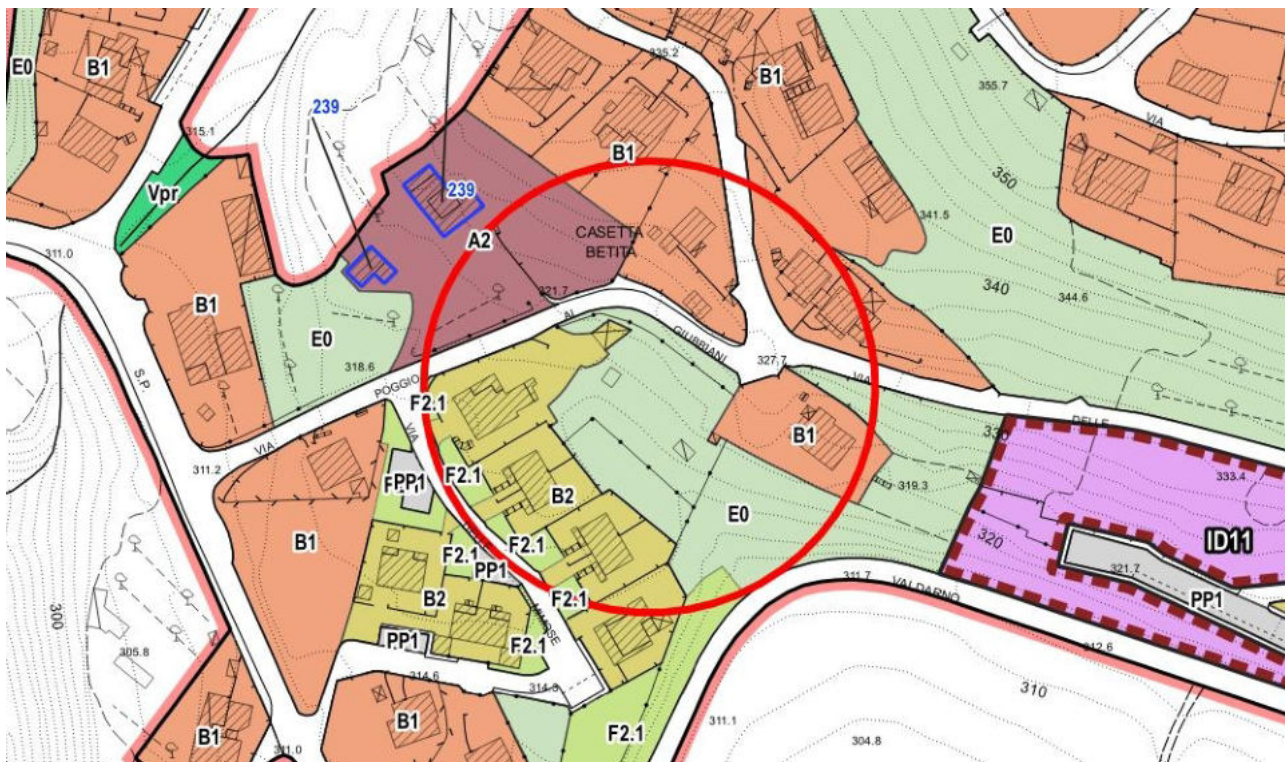 E0
B1
239
315.1
Vpr
311.0
B1
E0
318.6
239
A2
321.7
CASETTA
BETITA
B1
335.2
B1
355.7
VIA
350
341.5
E0
340
344.6
VIA POGGIO AI GIUBBIANI
327.7
VIA DELLE
330
333.4
B1
319.3
320
ID11
321.7
PP1
S.P.
311.2
F2.1
VIA
PP1
F2.1
B2
E0
F2.1
F2.1
PP1
F2.1
B1
B2
PP1
F2.1
314.6
314.3
311.7
VALDARNO
312.6
310
300
305.8
B1
311.0
B1
F2.1
311.1
304.8